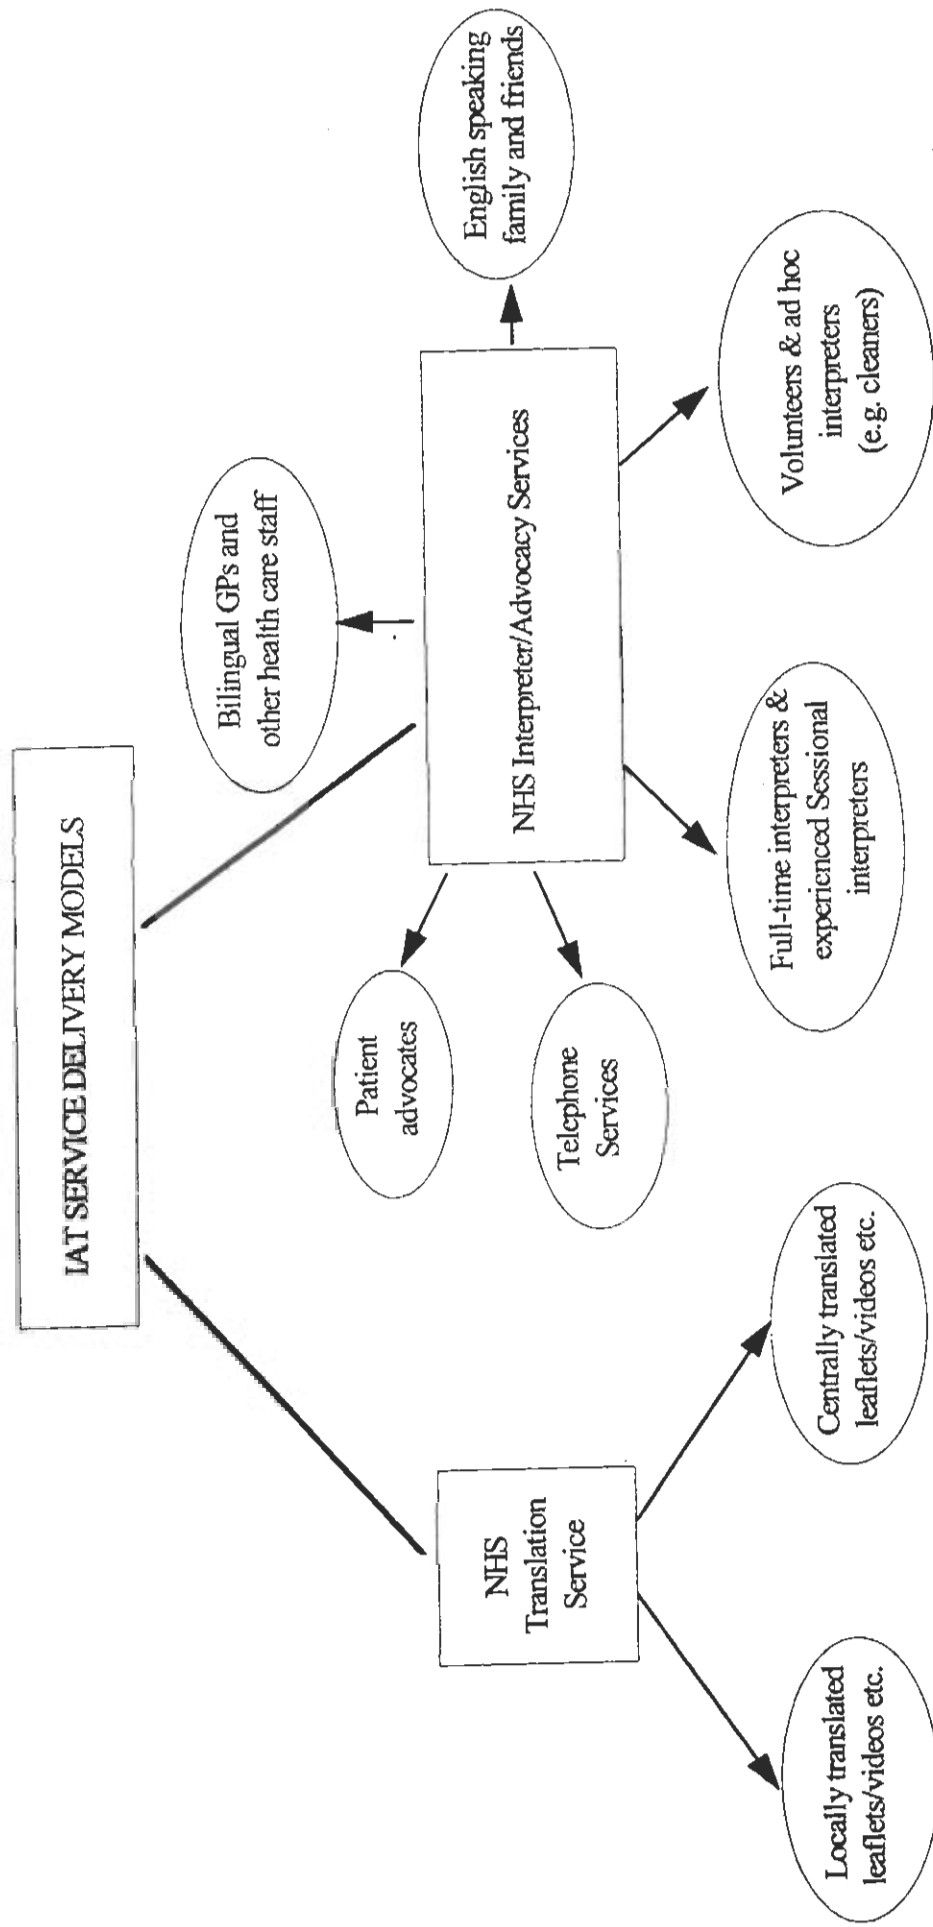 IAT SERVICE DELIVERY MODELS
Bilingual GPs and
other health care staff
Patient
advocates
English speaking
family and friends
NHS Interpreter/Advocacy Services
NHS
Translation
Service
Telephone
Services
Locally translated
leaflets/videos etc.
Centrally translated
leaflets/videos etc.
Full-time interpreters &
experienced Sessional
interpreters
Volunteers & ad hoc
interpreters
(e.g. cleaners)